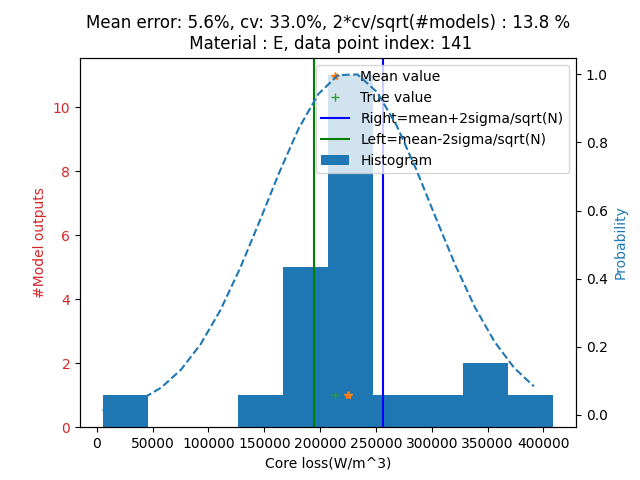 Mean error: 5.6%, cv: 33.0%, 2*cv/sqrt(#models) : 13.8 %
Material : E, data point index: 141
Mean value
True value
Right=mean+2sigma/sqrt(N)
Left=mean-2sigma/sqrt(N)
Histogram
#Model outputs
10
8
6
4
2
0
1.0
0.8
0.6
0.4
0.2
0.0
Probability
0 50000 100000 150000 200000 250000 300000 350000 400000
Core loss(W/m^3)